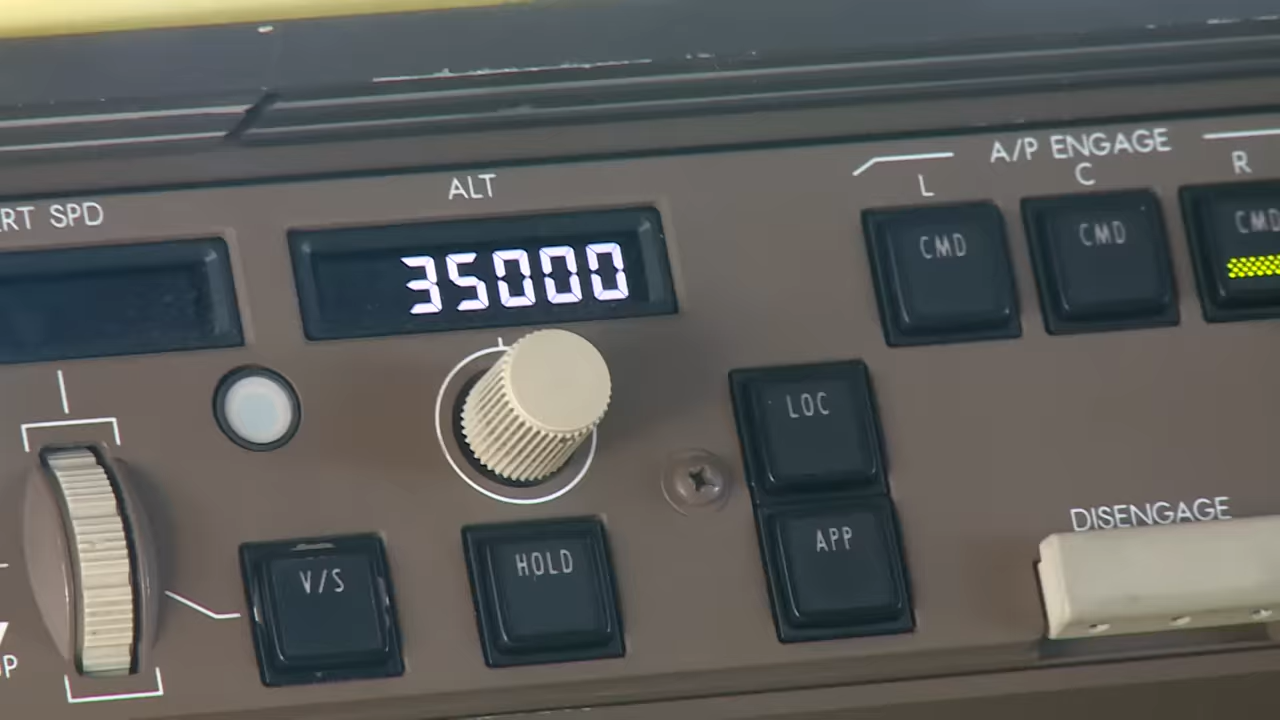 A/P ENGAGE
L C R
ALT
RT SPD
CMD CMD CMD
35000
LOC
DISENGAGE
APP
HOLD
V/S
P